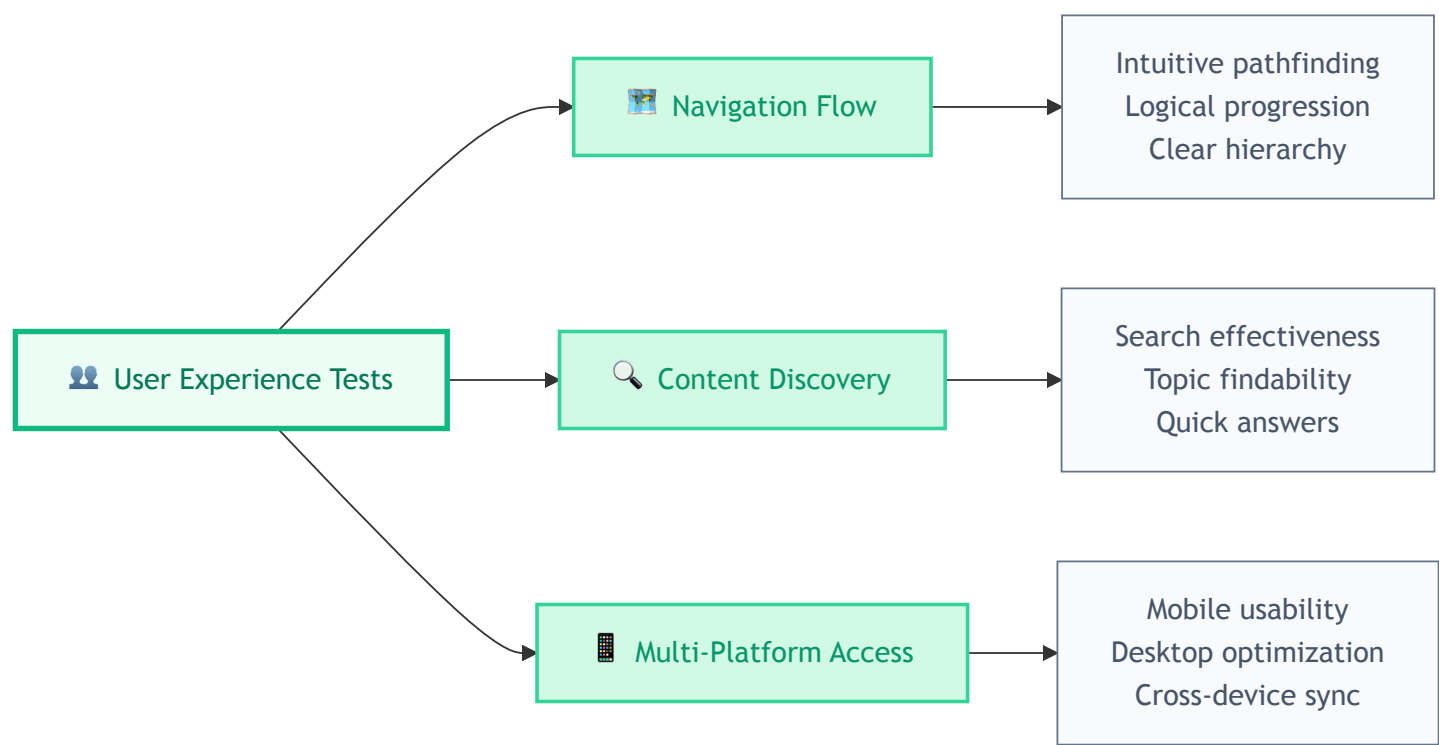 Navigation Flow
Intuitive pathfinding
Logical progression
Clear hierarchy
User Experience Tests
Content Discovery
Search effectiveness
Topic findability
Quick answers
Multi-Platform Access
Mobile usability
Desktop optimization
Cross-device sync